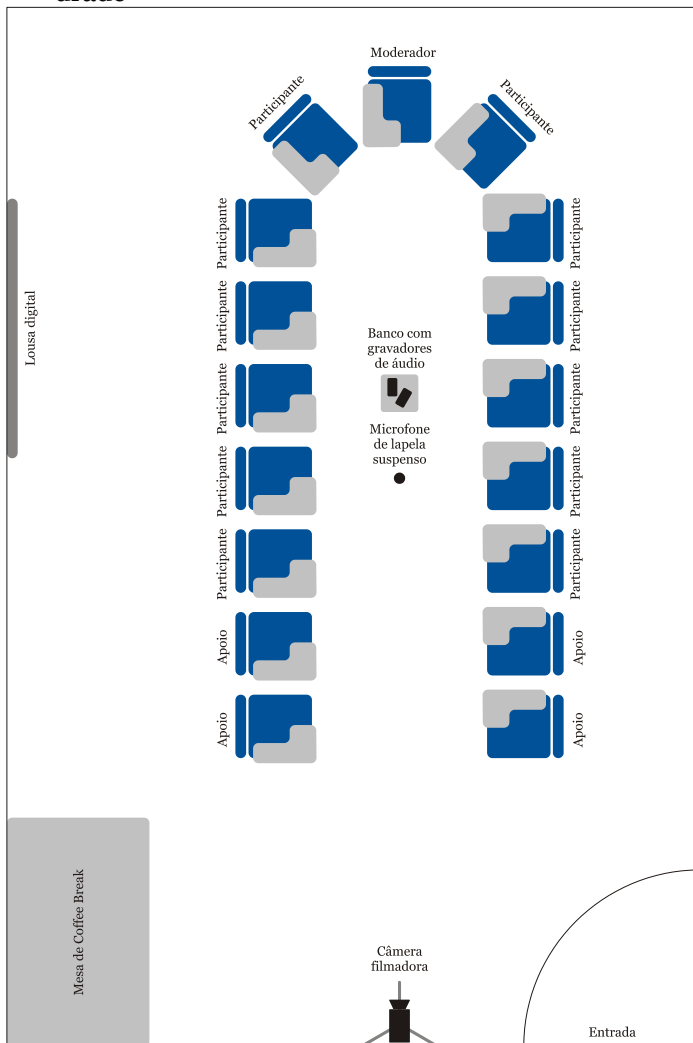 Moderador
Participante
Participante
Participante
Participante
Participante
Participante
Lousa digital
Banco com
gravadores
de áudio
Participante
Participante
Microfone
de lapela
suspenso
Participante
Participante
Participante
Participante
Apoio
Apoio
Apoio
Apoio
Mesa de Coffee Break
Câmera
filmadora
Entrada